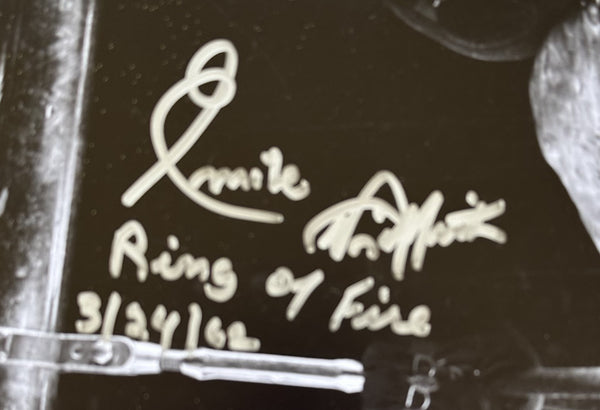 Emile Griffith
Ring of Fire
3/24/62